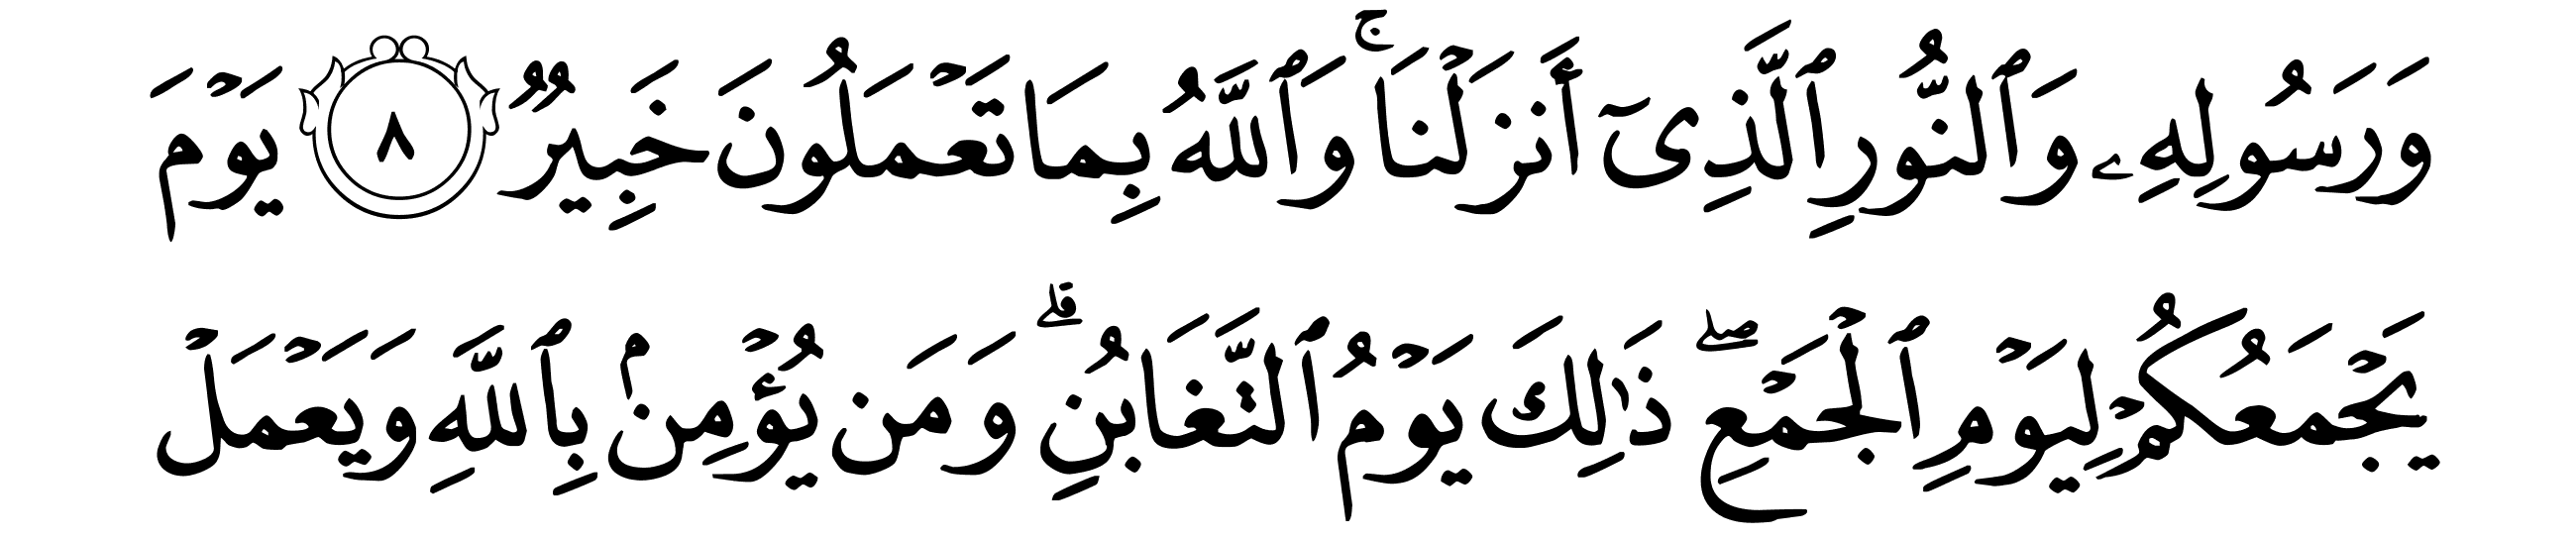 وَرَسُولِهِۦ وَٱلنُّورِ ٱلَّذِىٓ أَنزَلْنَا ۚ وَٱللَّهُ بِمَا تَعْمَلُونَ خَبِيرٌ ٨ يَوْمَ
يَجْمَعُكُمْ لِيَوْمِ ٱلْجَمْعِ ۖ ذَٰلِكَ يَوْمُ ٱلتَّغَابُنِ ۗ وَمَن يُؤْمِنۢ بِٱللَّهِ وَيَعْمَلْ